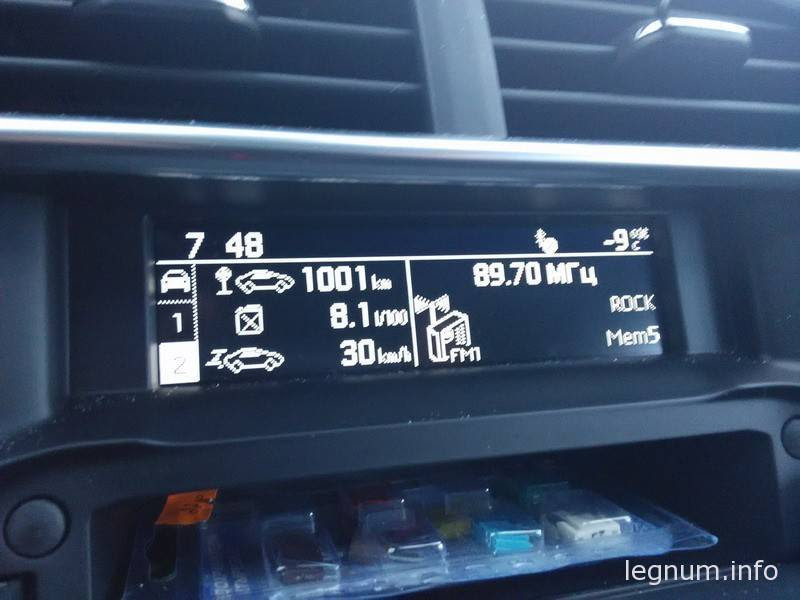 7 48
-9
1001 km
89.70 МГц
1
8.1 l/100
ROCK
FM1
Mem5
2
30 km/h
legnum.info